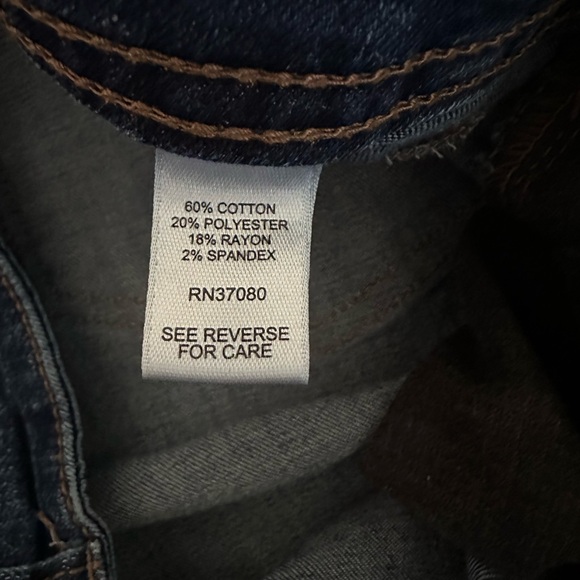 60% COTTON
20% POLYESTER
18% RAYON
2% SPANDEX
RN37080
SEE REVERSE
FOR CARE